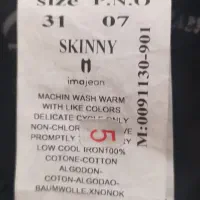 size P.N.O
31 07
SKINNY
imajean
MACHIN WASH WARM
WITH LIKE COLORS
DELICATE CYCLE ONLY
NON-CHLOR
PROMPTLY
LOW COOL IRON100%
COTONE-COTTON
ALGODON-
COTON-ALGODAO-
BAUMWOLLE.XNONOK
5
M:0091130-901